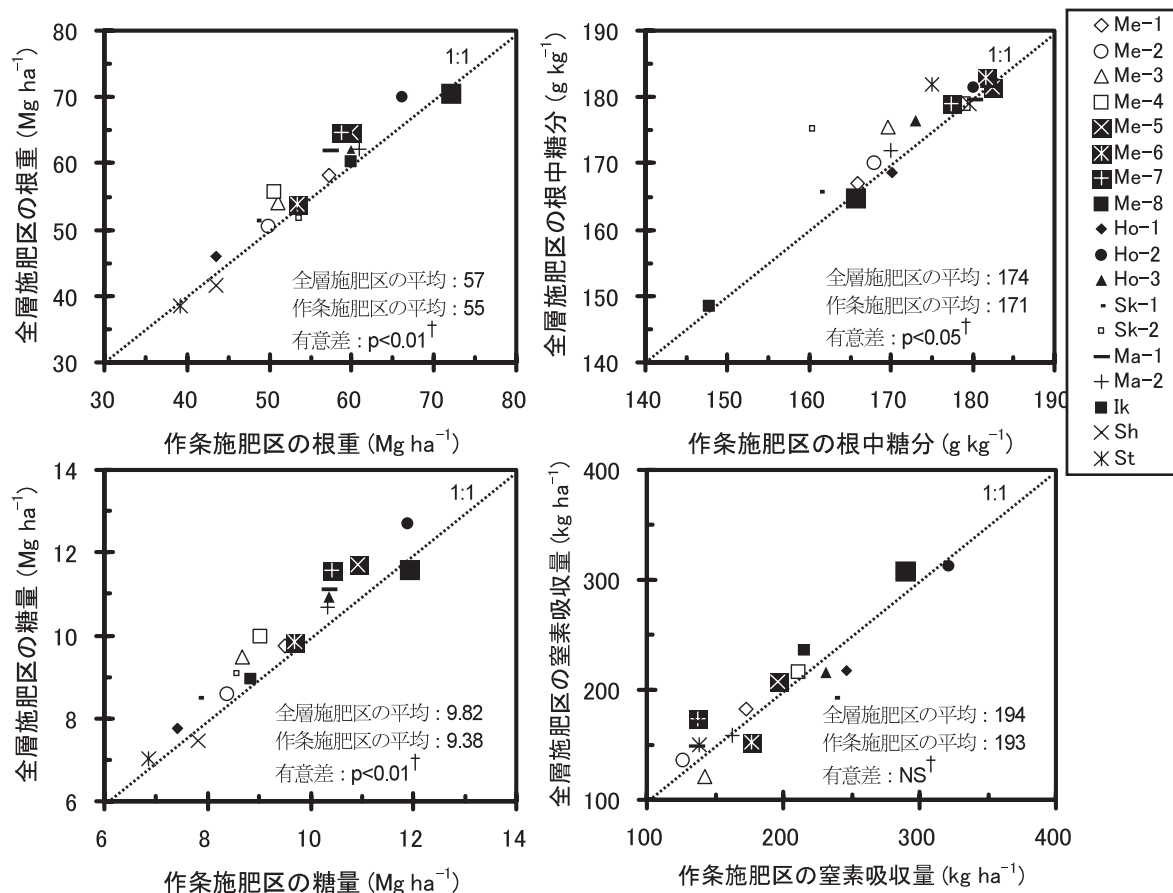 80
70
60
50
40
30
全層施肥区の根重 (Mg ha⁻¹)
1:1
全層施肥区の平均 : 57
作条施肥区の平均 : 55
有意差 : p<0.01†
30 40 50 60 70 80
作条施肥区の根重 (Mg ha⁻¹)
190
180
170
160
150
140
全層施肥区の根中糖分 (g kg⁻¹)
1:1
全層施肥区の平均 : 174
作条施肥区の平均 : 171
有意差 : p<0.05†
140 150 160 170 180 190
作条施肥区の根中糖分 (g kg⁻¹)
Me-1
Me-2
Me-3
Me-4
Me-5
Me-6
Me-7
Me-8
Ho-1
Ho-2
Ho-3
Sk-1
Sk-2
Ma-1
Ma-2
Ik
Sh
St
14
12
10
8
6
全層施肥区の糖量 (Mg ha⁻¹)
1:1
全層施肥区の平均 : 9.82
作条施肥区の平均 : 9.38
有意差 : p<0.01†
6 8 10 12 14
作条施肥区の糖量 (Mg ha⁻¹)
400
300
200
100
全層施肥区の窒素吸収量 (kg ha⁻¹)
1:1
全層施肥区の平均 : 194
作条施肥区の平均 : 193
有意差 : NS†
100 200 300 400
作条施肥区の窒素吸収量 (kg ha⁻¹)